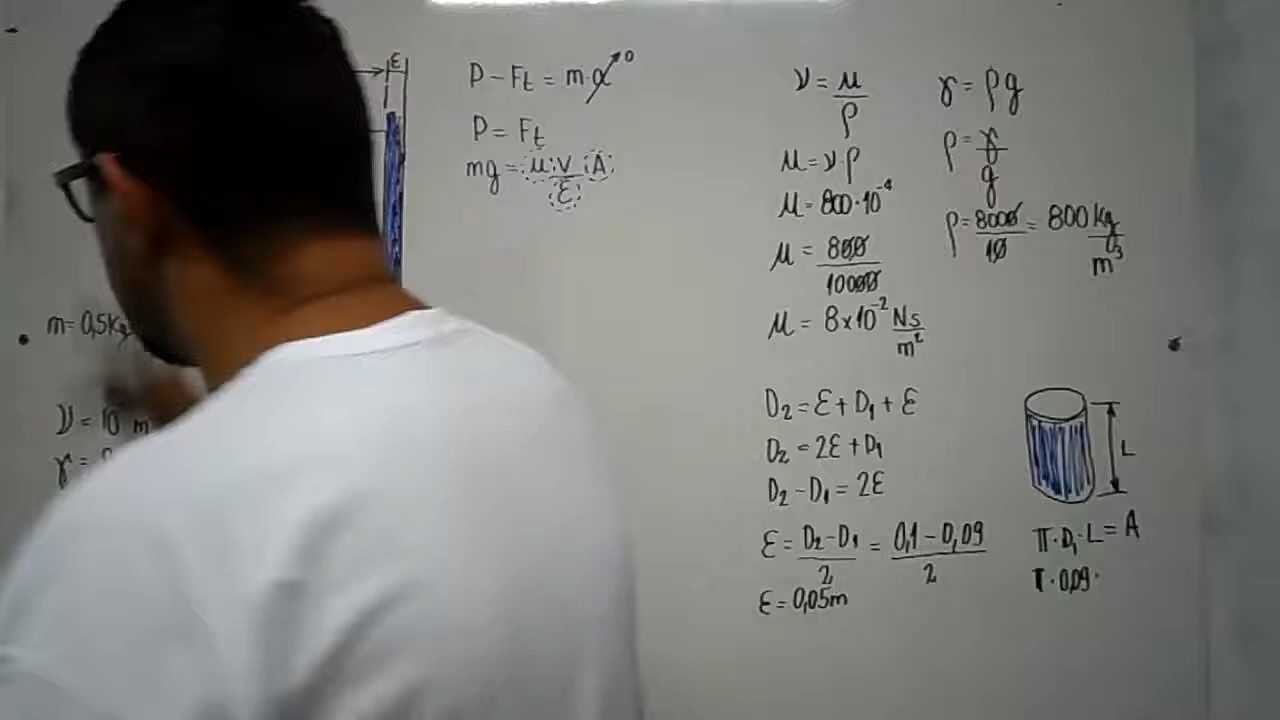 ε
P - Ft = m·a⁰
P = Ft
mg = μ·v·A
ε
m = 0,5Kg
ν = 10 m
γ =
ν = μ/ρ
μ = ν·ρ
μ = 800·10⁻⁴
μ = 800/10000
μ = 8x10⁻² Ns/m²
γ = ρg
ρ = γ/g
ρ = 8000/10 = 800 kg/m³
D₂ = ε + D₁ + ε
D₂ = 2ε + D₁
D₂ - D₁ = 2ε
ε = D₂ - D₁/2 = 0,1 - 0,09/2
ε = 0,05m
L
π·D₁·L = A
π·0,09·